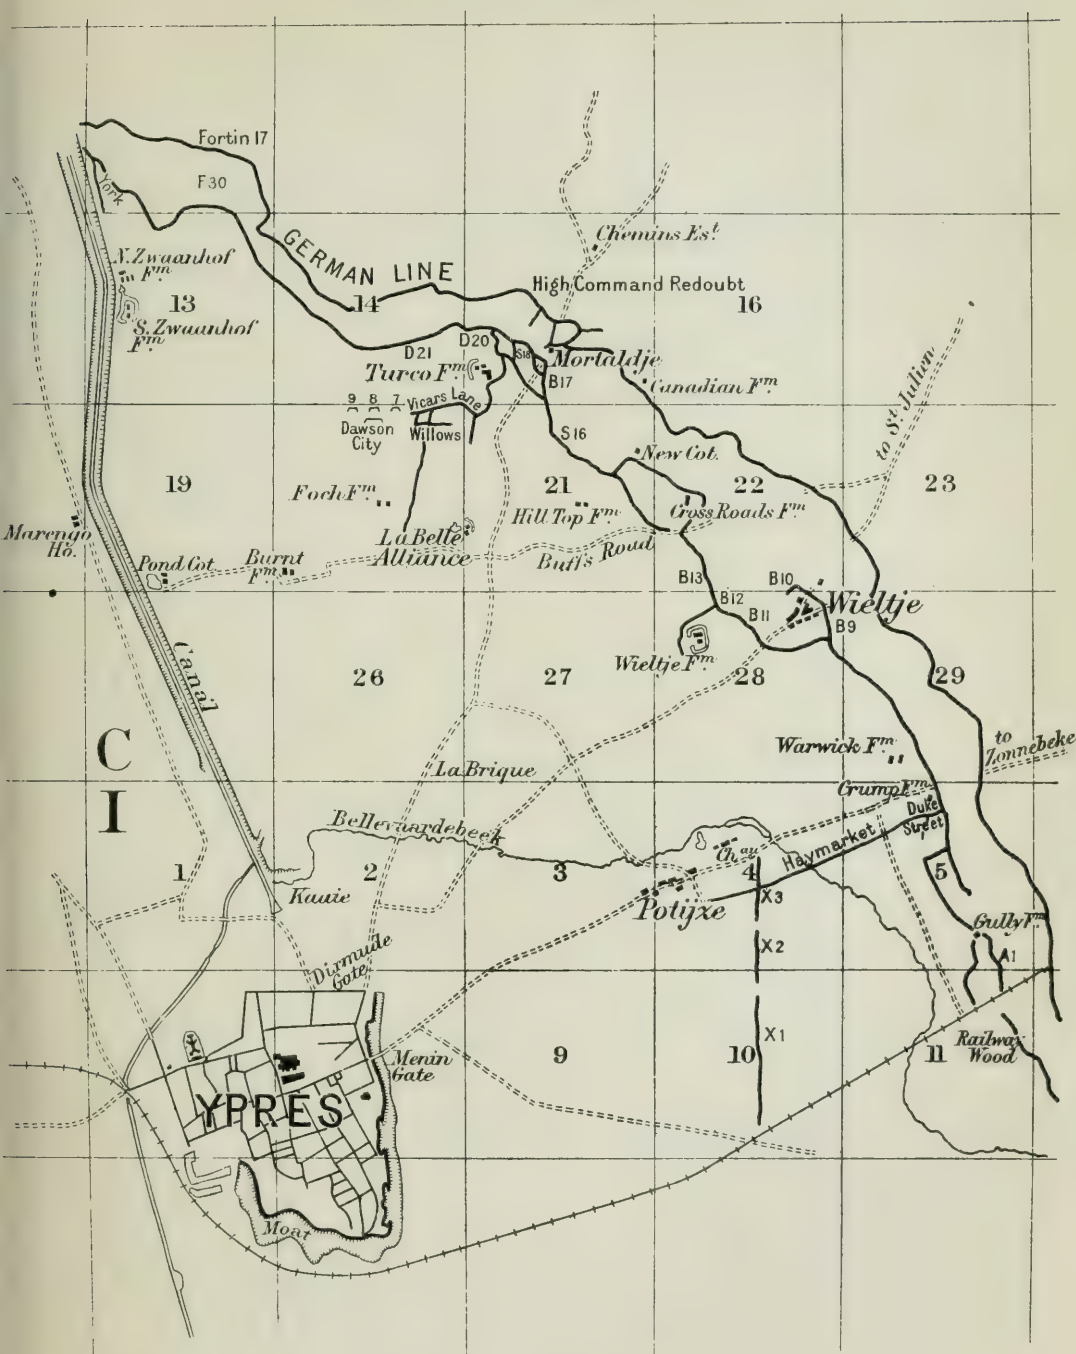 Fortin 17
F 30
York
GERMAN LINE
Chemins Est.
N. Zwaanhof
Fm.
13
S. Zwaanhof
Fm.
14
High Command Redoubt
16
D21
D20
S18
Mortaldje
Turco Fm.
B17
Canadian Fm.
to St. Julien
9 8 7
Vicars Lane
Dawson
City
Willows
S16
New Cot.
19
Foch Fm.
21
22
23
Hill Top Fm.
Cross Roads Fm.
Marengo
Ho.
La Belle
Alliance
Buffs Road
Pond Cot.
Burnt
Fm.
B13
B10
B12
B11
Wieltje
B9
Canal
Wieltje Fm.
26
27
28
29
C
Warwick Fm.
to
Zonnebeke
La Brique
I
Crump Fm.
Duke
Street
Bellewaardebeek
Chau
Haymarket
1
2
3
4
5
Kaaie
Potijze
X3
Gully Fm.
X2
A1
Dixmude
Gate
X1
Menin
Gate
9
10
11
Railway
Wood
YPRES
Moat